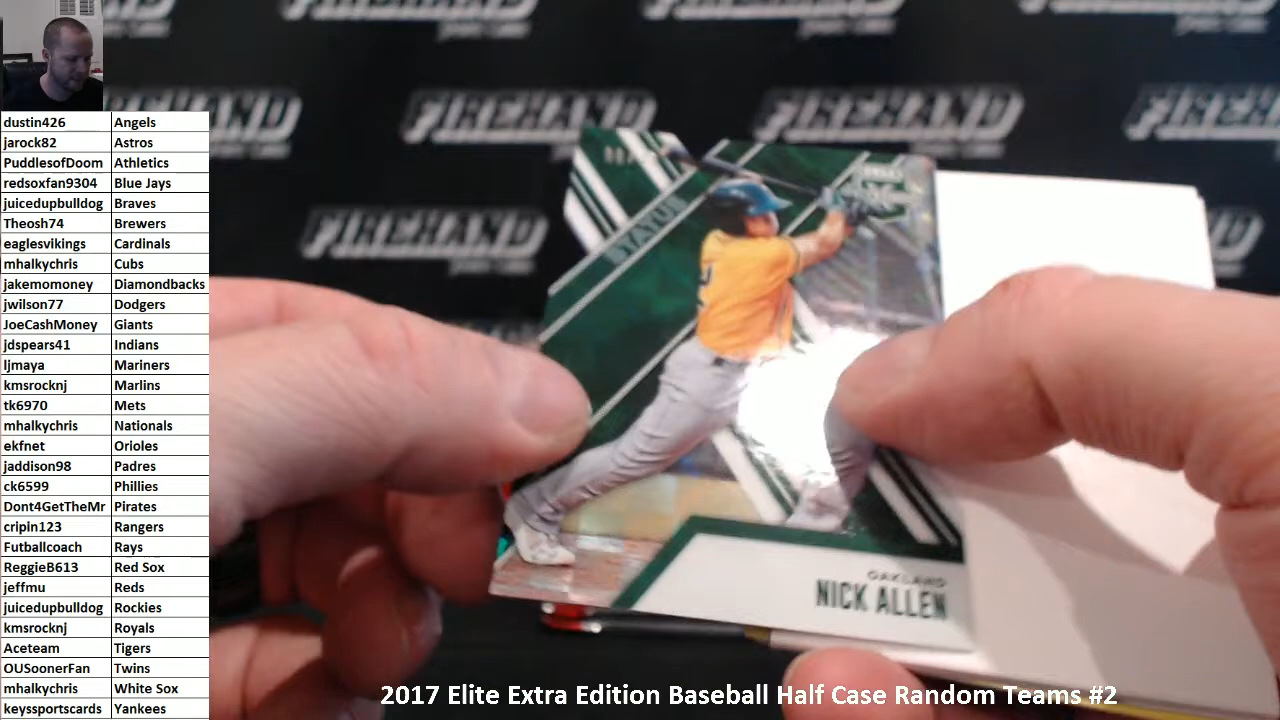 dustin426 Angels
jarock82 Astros
PuddlesofDoom Athletics
redsoxfan9304 Blue Jays
juicedupbulldog Braves
Theosh74 Brewers
eaglesvikings Cardinals
mhalkychris Cubs
jakemomoney Diamondbacks
jwilson77 Dodgers
JoeCashMoney Giants
jdspears41 Indians
ljmaya Mariners
kmsrocknj Marlins
tk6970 Mets
mhalkychris Nationals
ekfnet Orioles
jaddison98 Padres
ck6599 Phillies
Dont4GetTheMr Pirates
cripin123 Rangers
Futballcoach Rays
ReggieB613 Red Sox
jeffmu Reds
juicedupbulldog Rockies
kmsrocknj Royals
Aceteam Tigers
OUSoonerFan Twins
mhalkychris White Sox
keyssportscards Yankees
FIREHAND
FIREHAND
FIREHAND
FIREHAND
STATUS
OAKLAND
NICK ALLEN
2017 Elite Extra Edition Baseball Half Case Random Teams #2